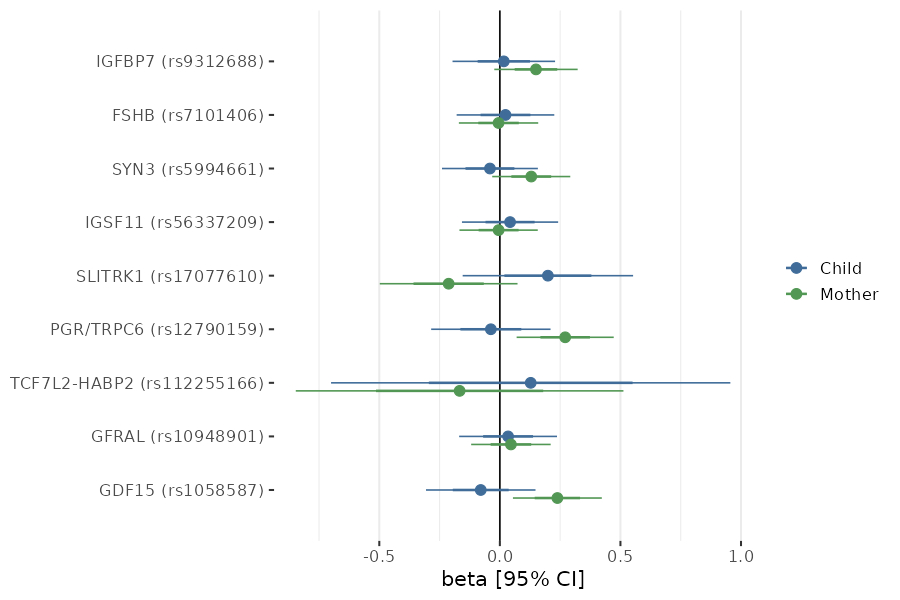 IGFBP7 (rs9312688)
FSHB (rs7101406)
SYN3 (rs5994661)
IGSF11 (rs56337209)
SLITRK1 (rs17077610)
PGR/TRPC6 (rs12790159)
TCF7L2-HABP2 (rs112255166)
GFRAL (rs10948901)
GDF15 (rs1058587)
-0.5 0.0 0.5 1.0
beta [95% CI]
Child
Mother